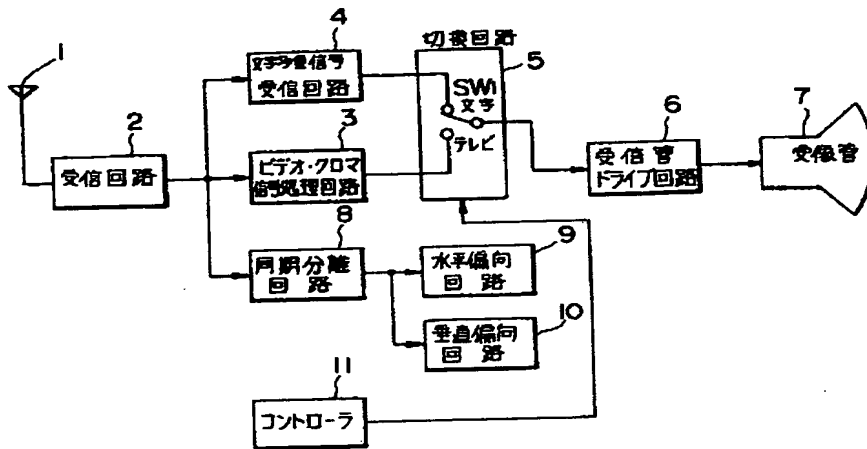 1
2
受信回路
4
文字多重信号
受信回路
3
ビデオ・クロマ
信号処理回路
8
同期分離
回路
切換回路
5
SW1
文字
テレビ
6
受信管
ドライブ回路
7
受像管
9
水平偏向
回路
10
垂直偏向
回路
11
コントローラ